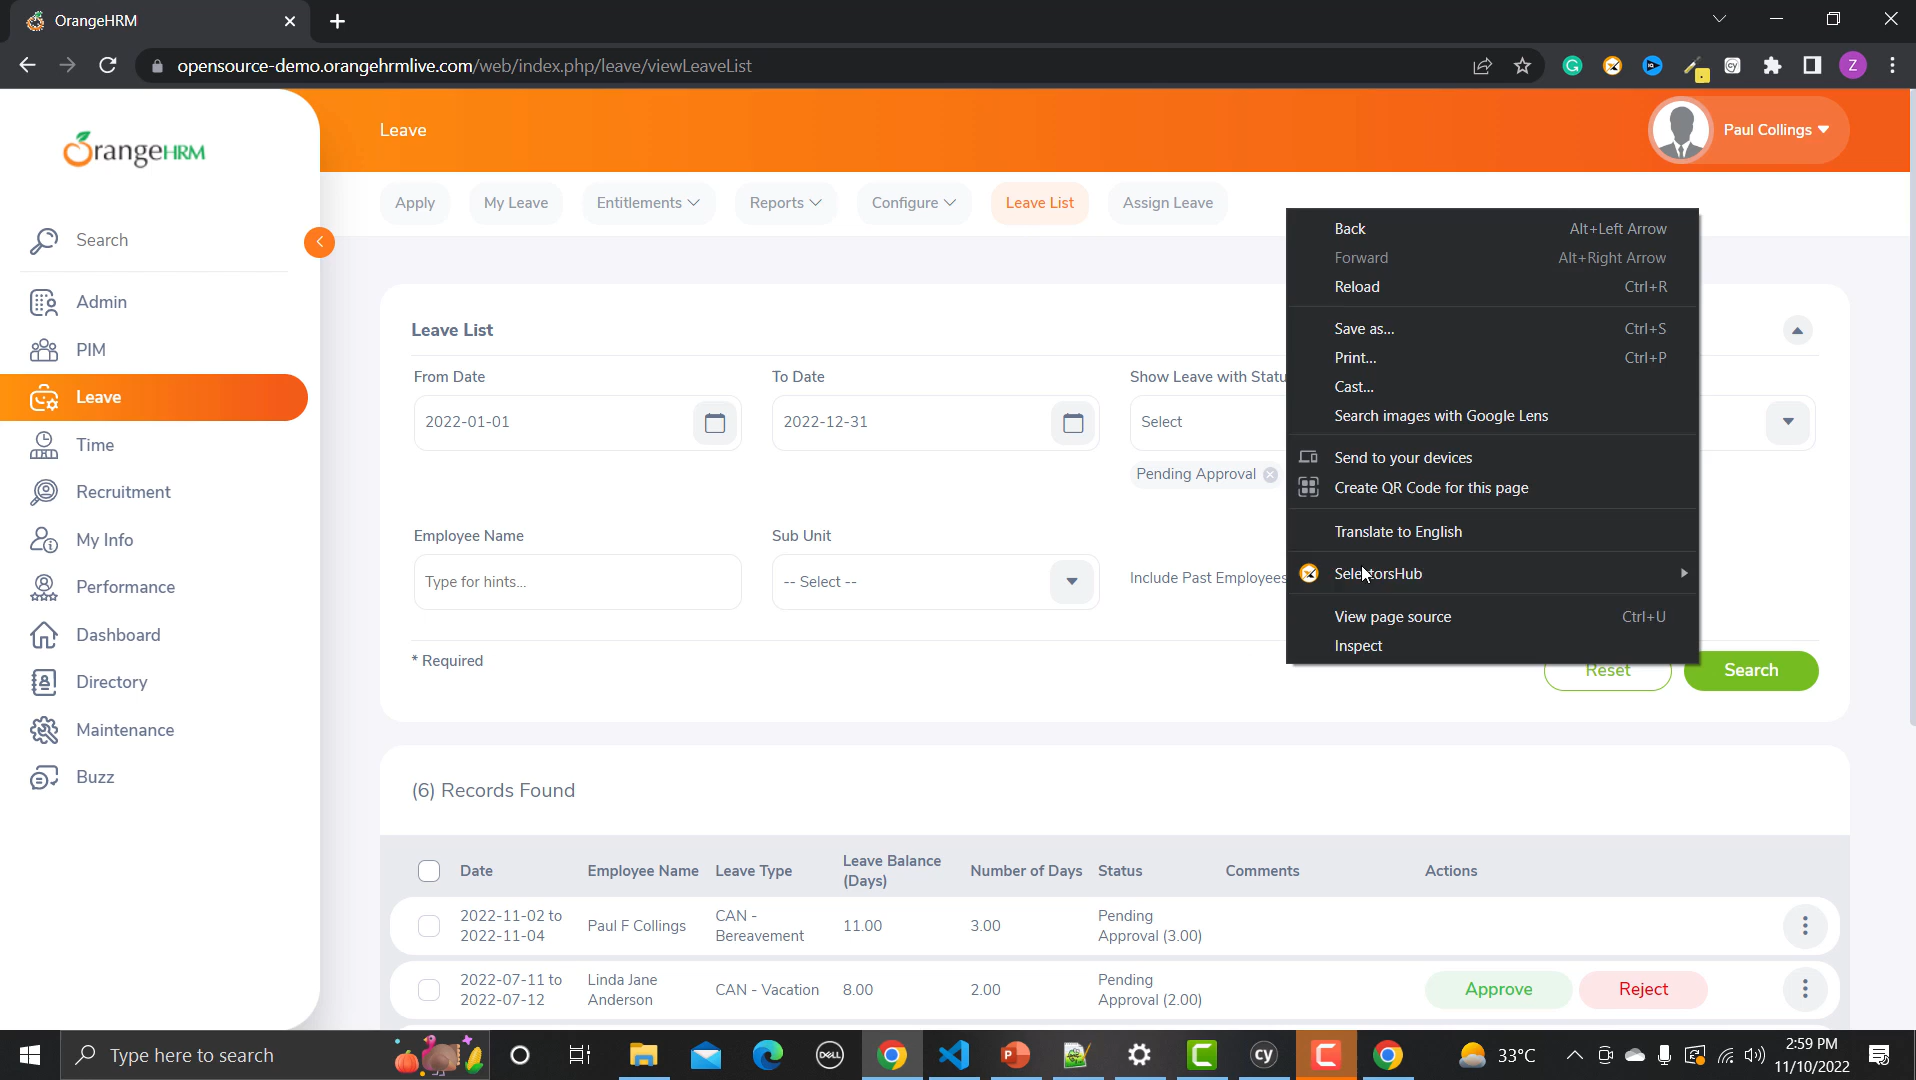 OrangeHRM
opensource-demo.orangehrmlive.com/web/index.php/leave/viewLeaveList
Z
OrangeHRM
Leave
Paul Collings
Apply
My Leave
Entitlements
Reports
Configure
Leave List
Assign Leave
Search
Admin
PIM
Leave
Time
Recruitment
My Info
Performance
Dashboard
Directory
Maintenance
Buzz
Leave List
From Date
To Date
Show Leave with Statu
2022-01-01
2022-12-31
Select
Pending Approval
Employee Name
Sub Unit
Type for hints...
-- Select --
Include Past Employees
* Required
Reset
Search
Back Alt+Left Arrow
Forward Alt+Right Arrow
Reload Ctrl+R
Save as... Ctrl+S
Print... Ctrl+P
Cast...
Search images with Google Lens
Send to your devices
Create QR Code for this page
Translate to English
SelectorsHub
View page source Ctrl+U
Inspect
(6) Records Found
Date
Employee Name
Leave Type
Leave Balance
(Days)
Number of Days
Status
Comments
Actions
2022-11-02 to
2022-11-04
Paul F Collings
CAN -
Bereavement
11.00
3.00
Pending
Approval (3.00)
2022-07-11 to
2022-07-12
Linda Jane
Anderson
CAN - Vacation
8.00
2.00
Pending
Approval (2.00)
Approve
Reject
Type here to search
DELL
cy
33°C
2:59 PM
11/10/2022